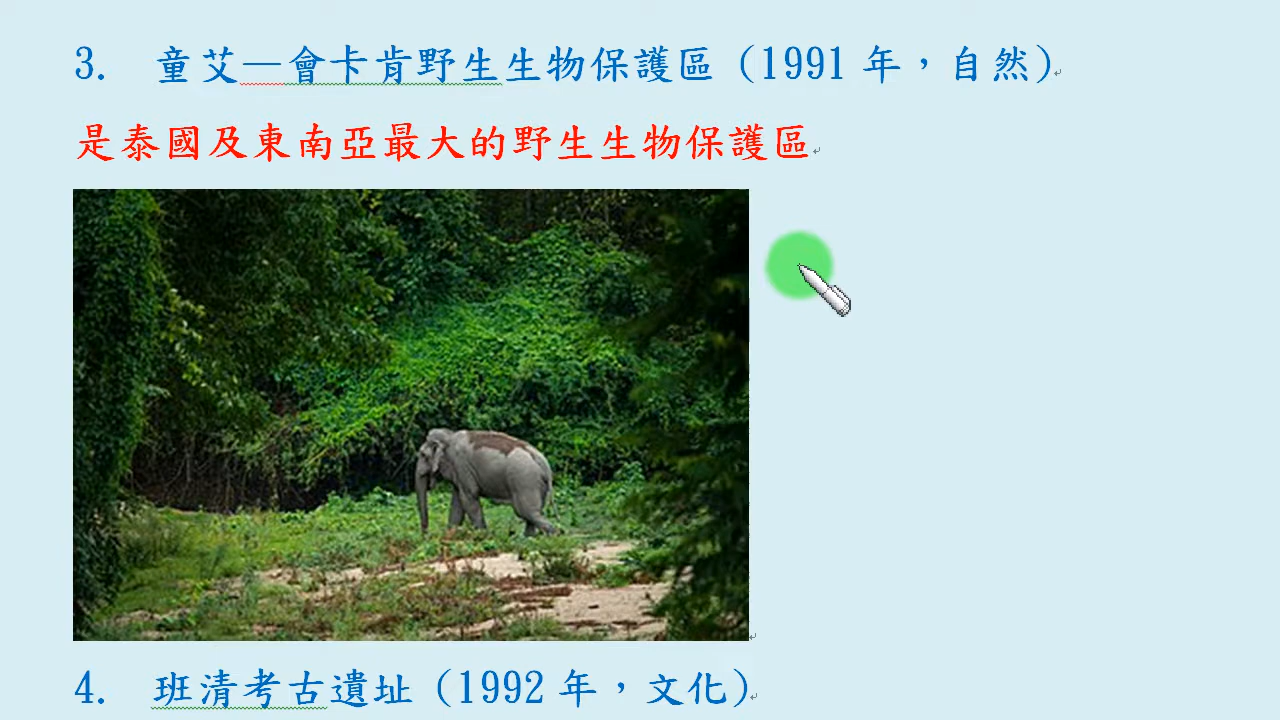 3. 童艾—會卡肯野生生物保護區 (1991 年，自然)
是泰國及東南亞最大的野生生物保護區
4. 班清考古遺址 (1992 年，文化)